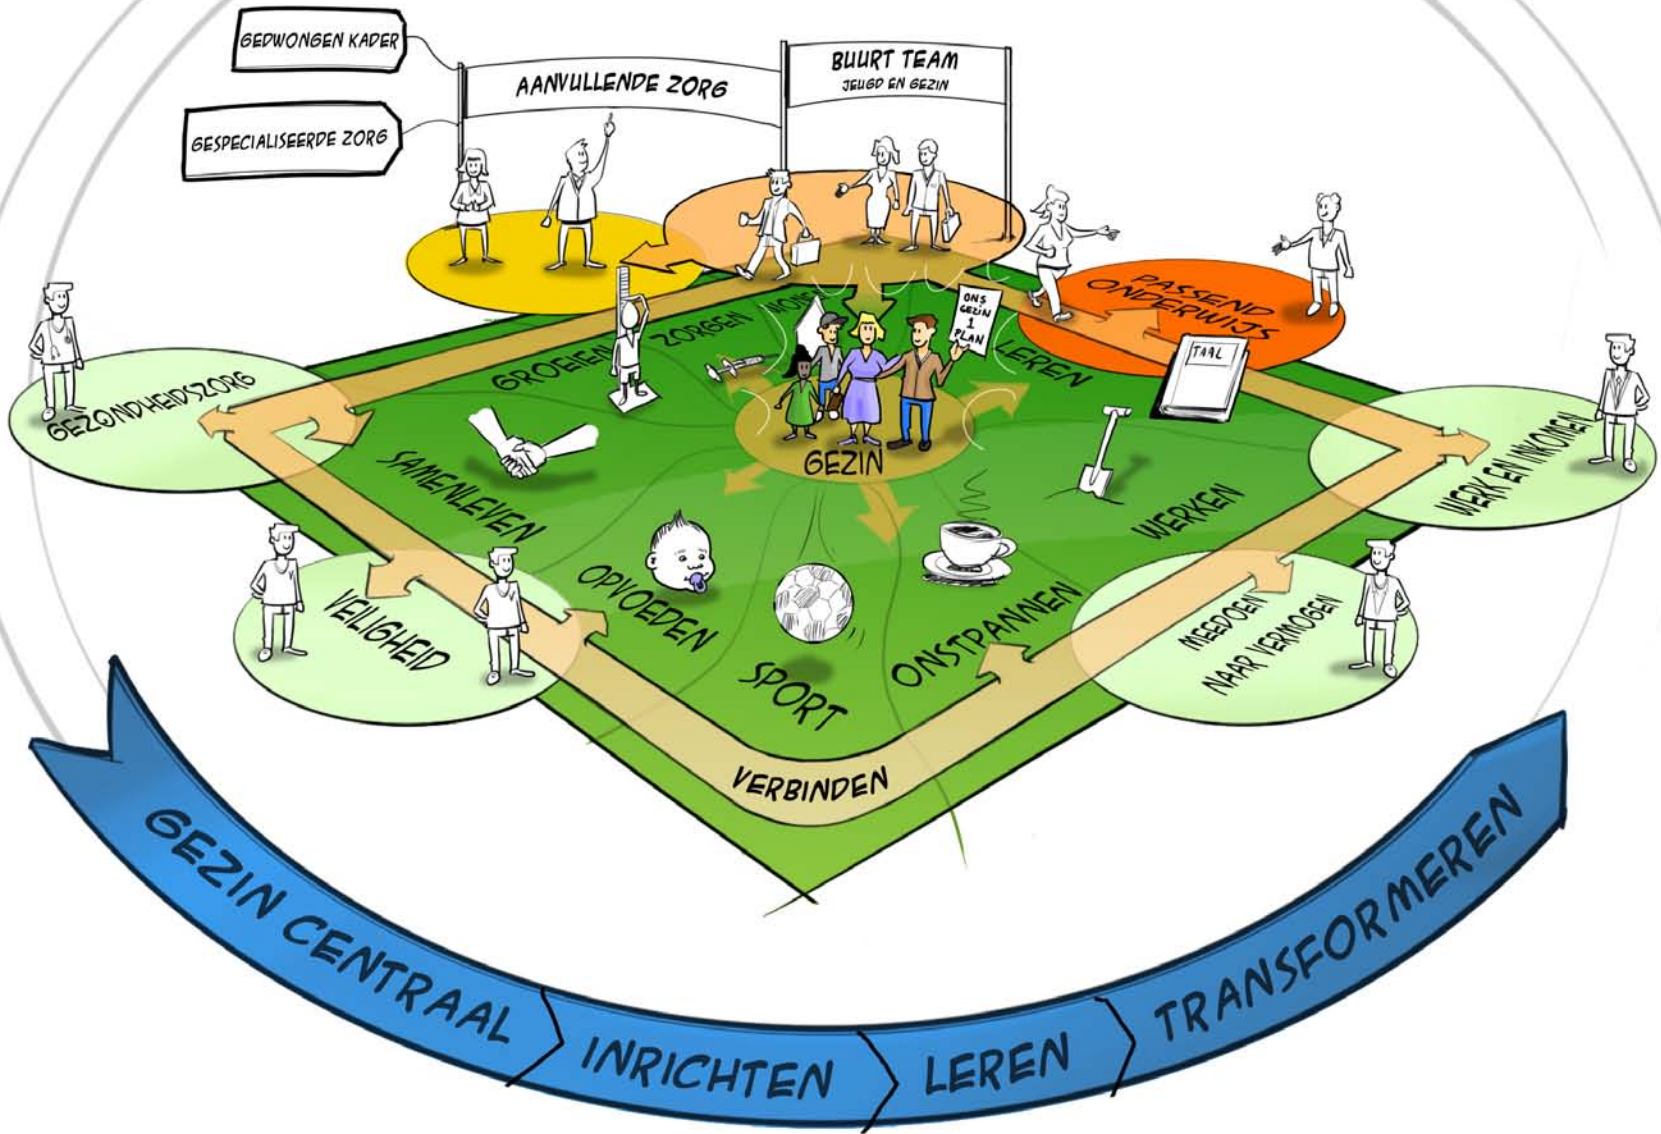 GEDWONGEN KADER
GESPECIALISEERDE ZORG
AANVULLENDE ZORG
BUURT TEAM
JEUGD EN GEZIN
PASSEND
ONDERWIJS
GEZONDHEIDSZORG
GROEIEN
ZORGEN
WONEN
ONS
GEZIN
1
PLAN
LEREN
TAAL
WERK EN INKOMEN
GEZIN
SAMENLEVEN
WERKEN
OPVOEDEN
SPORT
ONSTPANNEN
VEILIGHEID
MEEDOEN
NAAR VERMOGEN
VERBINDEN
GEZIN CENTRAAL
INRICHTEN
LEREN
TRANSFORMEREN